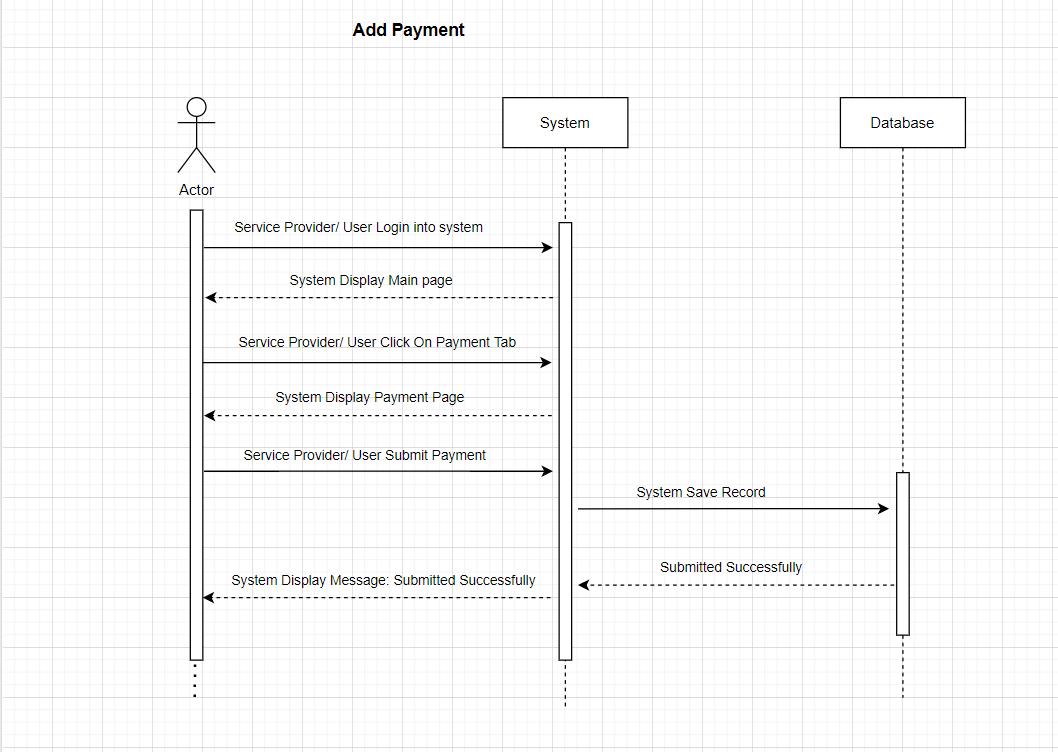 Add Payment
System
Database
Actor
Service Provider/ User Login into system
System Display Main page
Service Provider/ User Click On Payment Tab
System Display Payment Page
Service Provider/ User Submit Payment
System Save Record
Submitted Successfully
System Display Message: Submitted Successfully